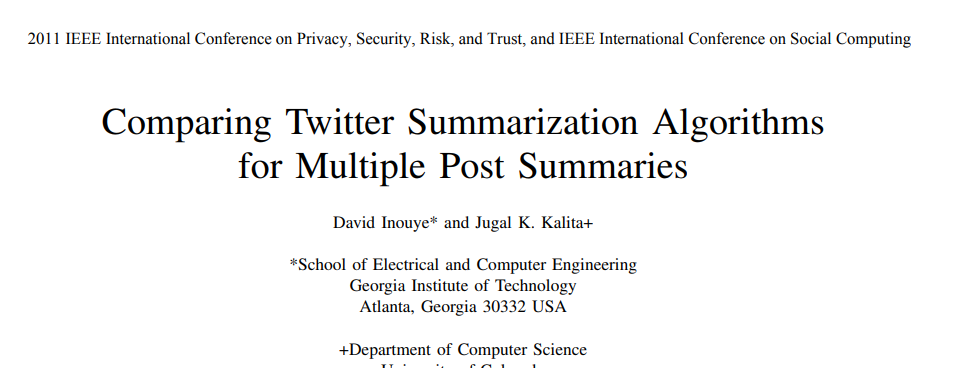 2011 IEEE International Conference on Privacy, Security, Risk, and Trust, and IEEE International Conference on Social Computing
Comparing Twitter Summarization Algorithms
for Multiple Post Summaries
David Inouye* and Jugal K. Kalita+
*School of Electrical and Computer Engineering
Georgia Institute of Technology
Atlanta, Georgia 30332 USA
+Department of Computer Science